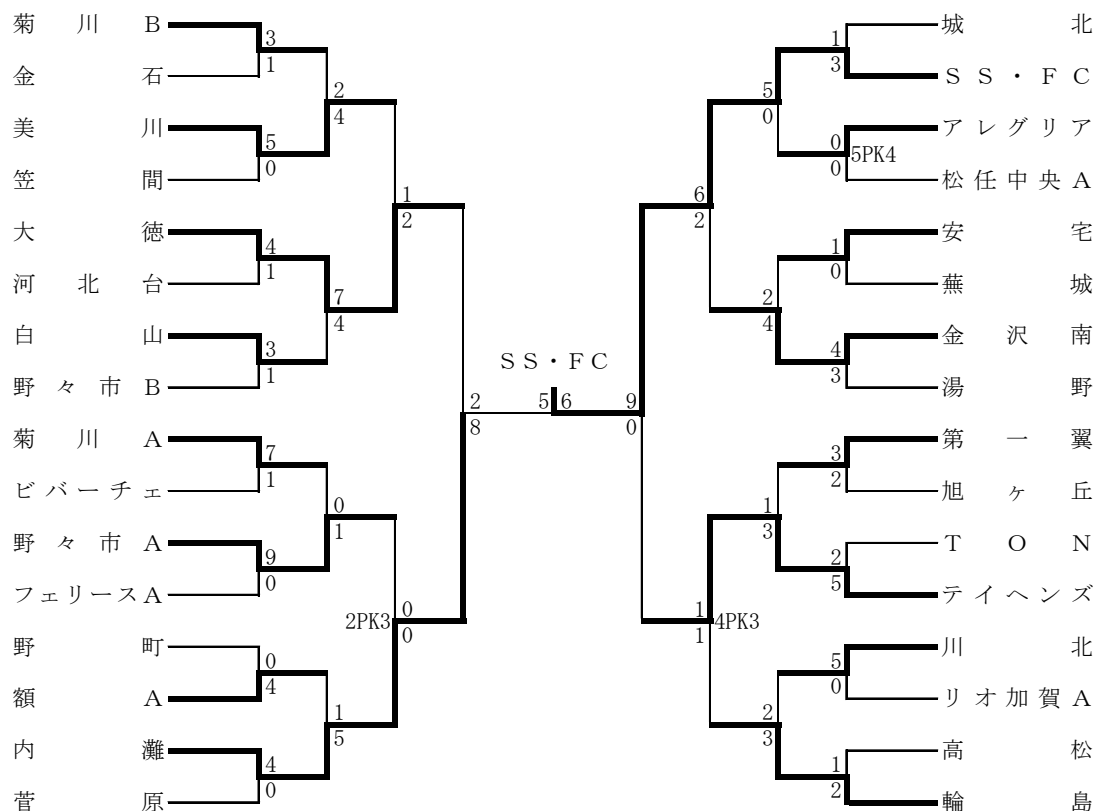 菊川B
3
1
金石
2
4
美川
5
0
笠間
1
2
大徳
4
1
河北台
7
4
白山
3
1
野々市B
2
8
菊川A
7
1
ビバーチェ
0
1
野々市A
9
0
フェリースA
2PK3
0
0
野町
0
4
額A
1
5
内灘
4
0
菅原
SS・FC
5 6
城北
1
3
SS・FC
5
0
アレグリア
0
0
5PK4
松任中央A
6
2
安宅
1
0
蕪城
2
4
金沢南
4
3
湯野
9
0
第一翼
3
2
旭ヶ丘
1
3
TON
2
5
テイヘンズ
1
1
4PK3
川北
5
0
リオ加賀A
2
3
高松
1
2
輪島